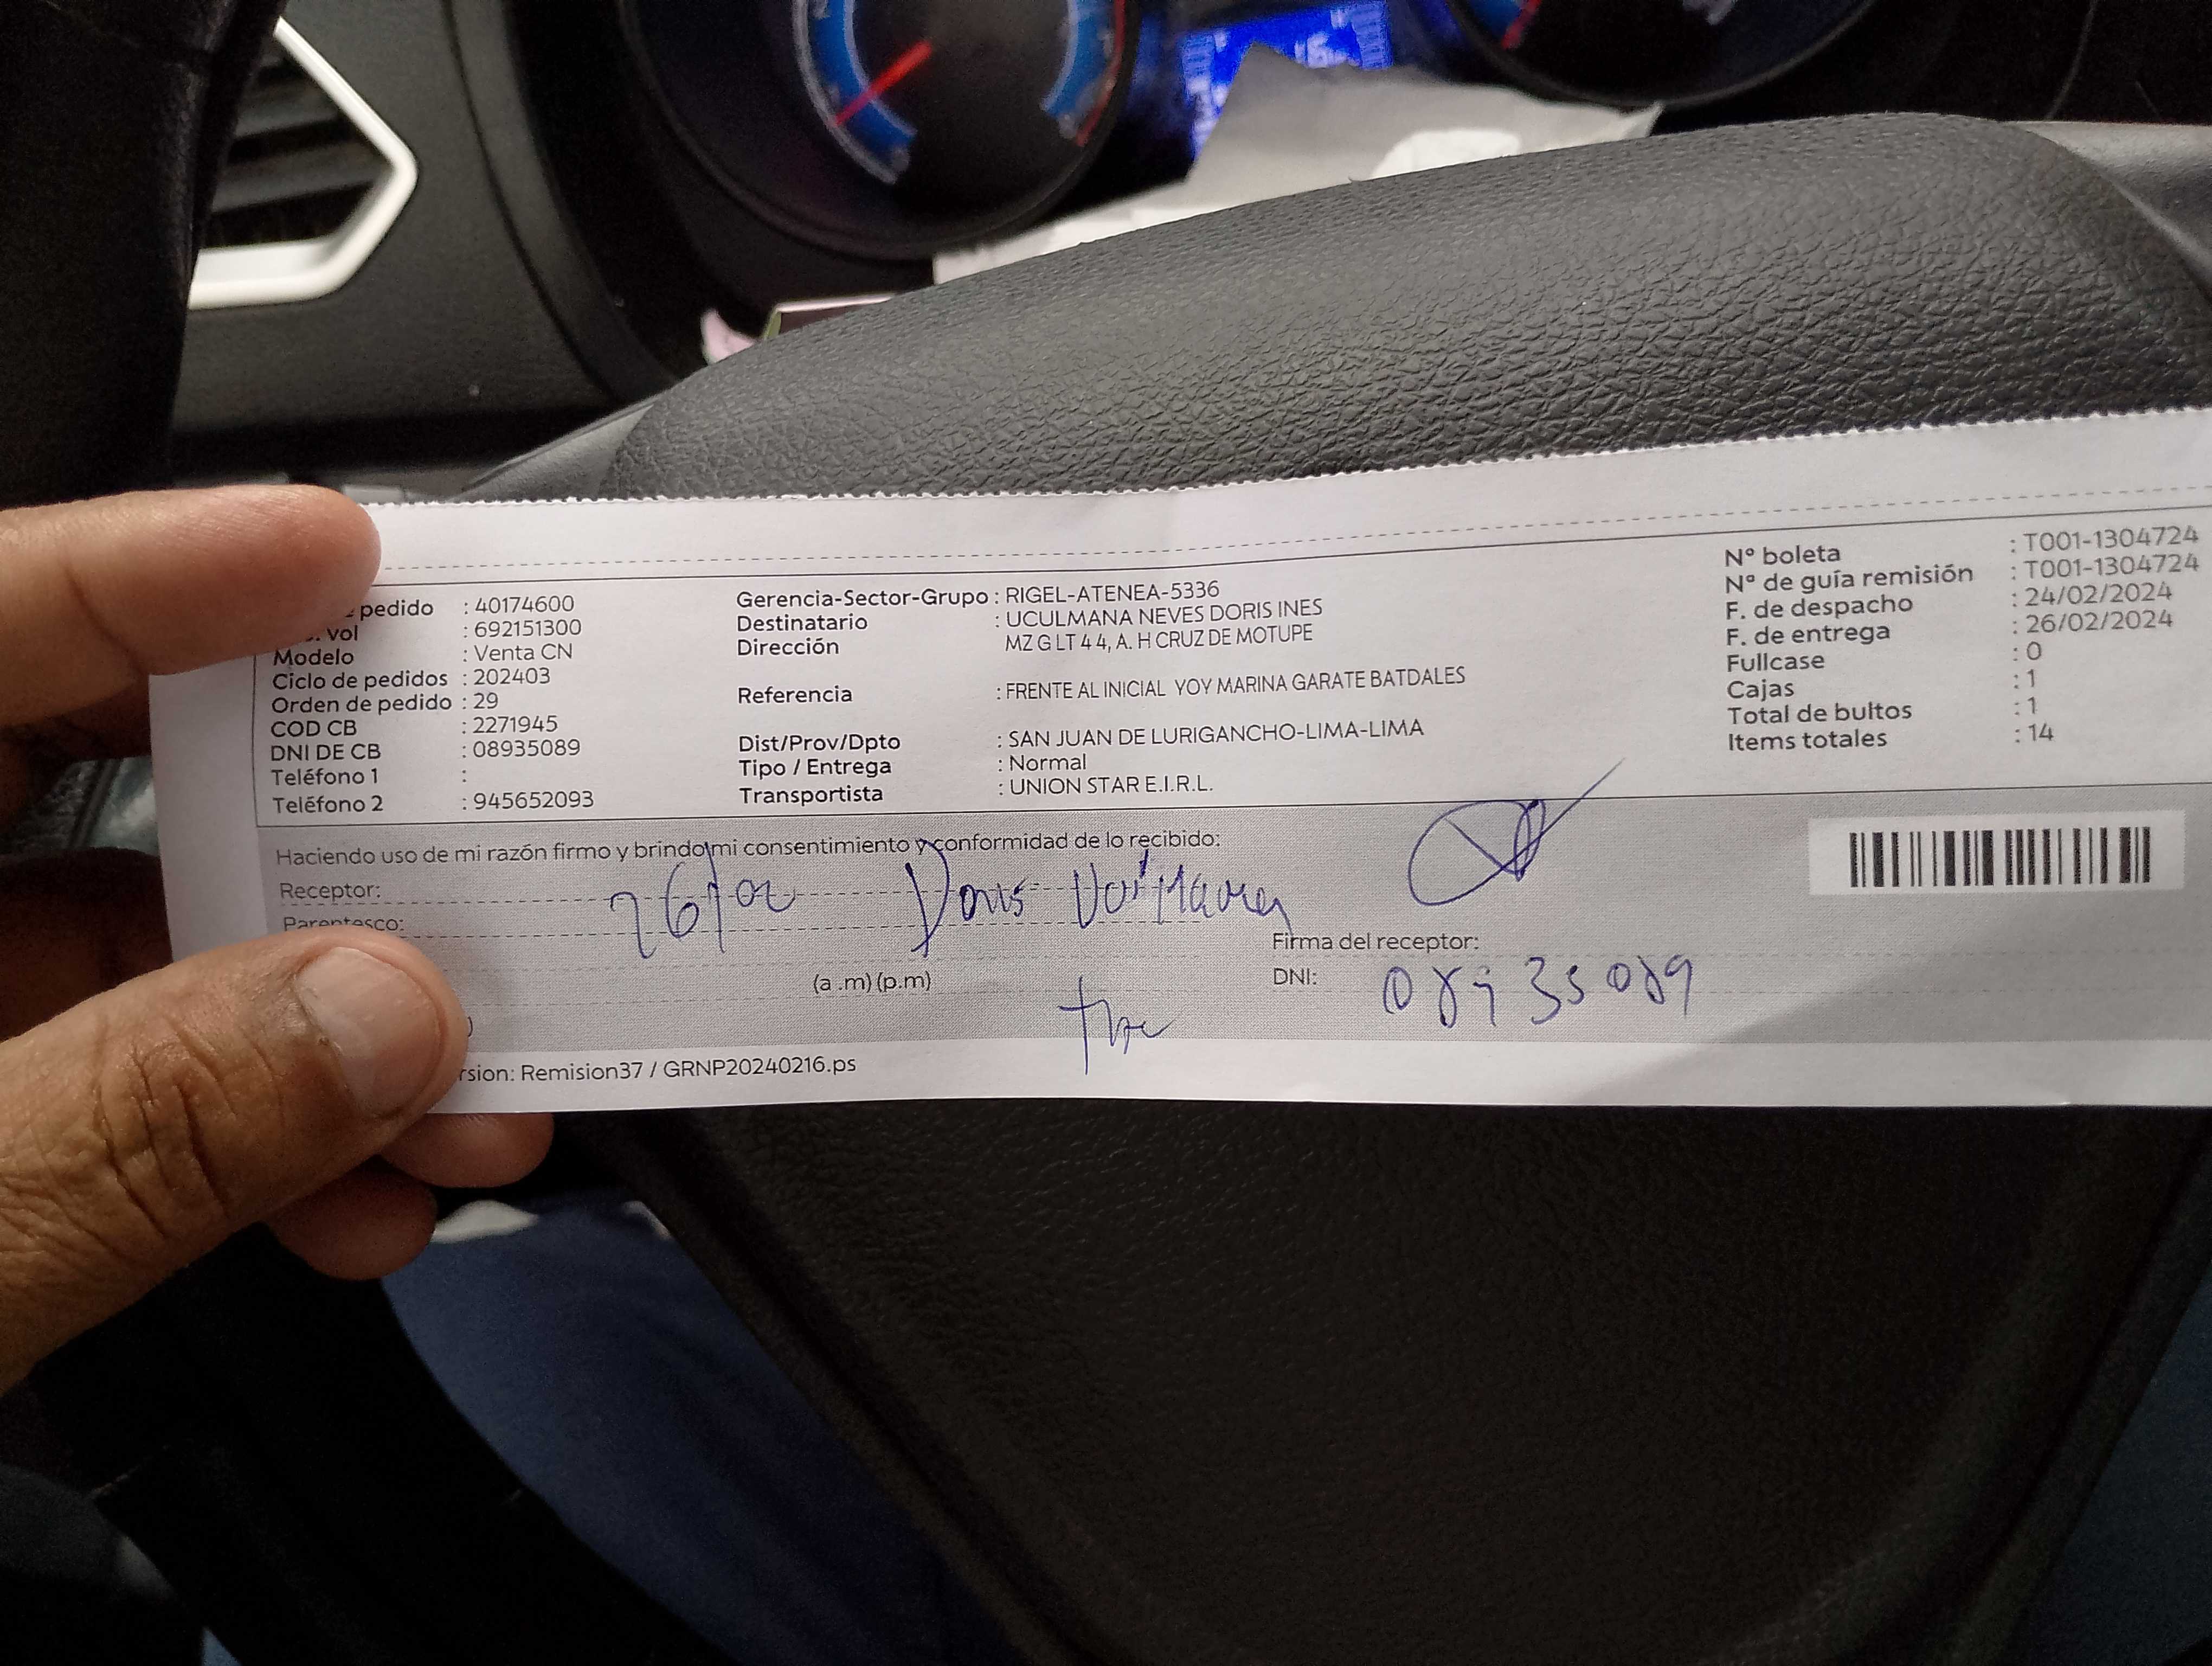 pedido : 40174600
vol : 692151300
Modelo : Venta CN
Ciclo de pedidos : 202403
Orden de pedido : 29
COD CB : 2271945
DNI DE CB : 08935089
Teléfono 1 :
Teléfono 2 : 945652093
Gerencia-Sector-Grupo : RIGEL-ATENEA-5336
Destinatario : UCULMANA NEVES DORIS INES
Dirección MZ G LT 4 4, A. H CRUZ DE MOTUPE
Referencia : FRENTE AL INICIAL YOY MARINA GARATE BATDALES
Dist/Prov/Dpto : SAN JUAN DE LURIGANCHO-LIMA-LIMA
Tipo / Entrega : Normal
Transportista : UNION STAR E.I.R.L.
Nº boleta : T001-1304724
Nº de guía remisión : T001-1304724
F. de despacho : 24/02/2024
F. de entrega : 26/02/2024
Fullcase : 0
Cajas : 1
Total de bultos : 1
Items totales : 14
Haciendo uso de mi razón firmo y brindo mi consentimiento y conformidad de lo recibido:
Receptor: 26/02 Doris
Parentesco:
Firma del receptor:
(a .m) (p.m)
DNI: 08935089
rsion: Remision37 / GRNP20240216.ps